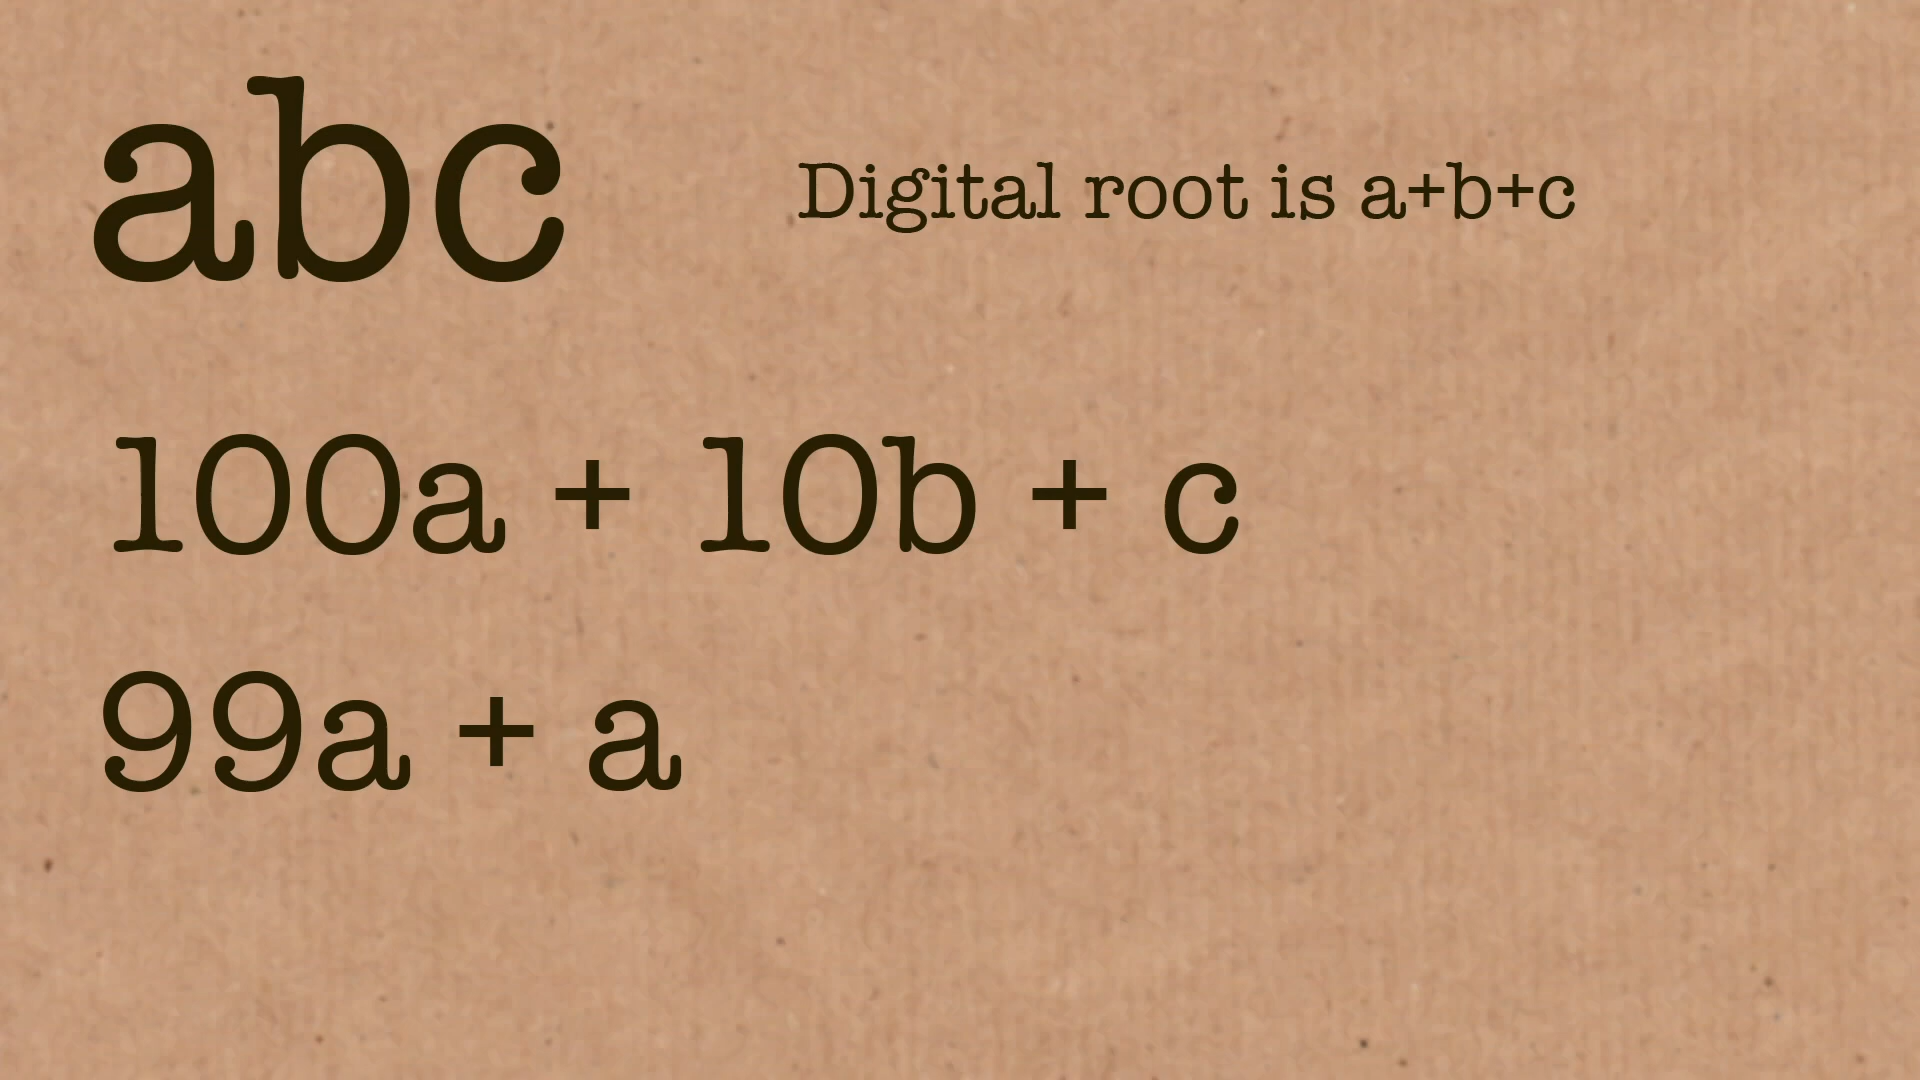 abc
Digital root is a+b+c
100a + 10b + c
99a + a